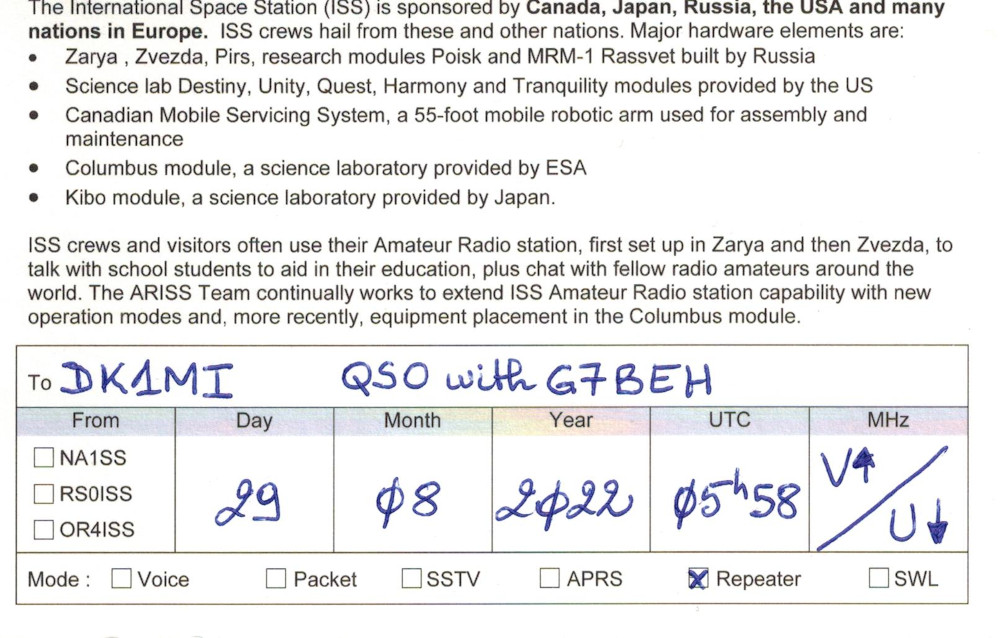 The International Space Station (ISS) is sponsored by Canada, Japan, Russia, the USA and many
nations in Europe. ISS crews hail from these and other nations. Major hardware elements are:
• Zarya , Zvezda, Pirs, research modules Poisk and MRM-1 Rassvet built by Russia
• Science lab Destiny, Unity, Quest, Harmony and Tranquility modules provided by the US
• Canadian Mobile Servicing System, a 55-foot mobile robotic arm used for assembly and
maintenance
• Columbus module, a science laboratory provided by ESA
• Kibo module, a science laboratory provided by Japan.
ISS crews and visitors often use their Amateur Radio station, first set up in Zarya and then Zvezda, to
talk with school students to aid in their education, plus chat with fellow radio amateurs around the
world. The ARISS Team continually works to extend ISS Amateur Radio station capability with new
operation modes and, more recently, equipment placement in the Columbus module.
To DK1MI QSO with G7BEH
From Day Month Year UTC MHz
☐ NA1SS
☐ RS0ISS
☐ OR4ISS
29 Ø8 2Ø22 Ø5h58 V↑ / U↓
Mode : ☐ Voice ☐ Packet ☐ SSTV ☐ APRS ☒ Repeater ☐ SWL